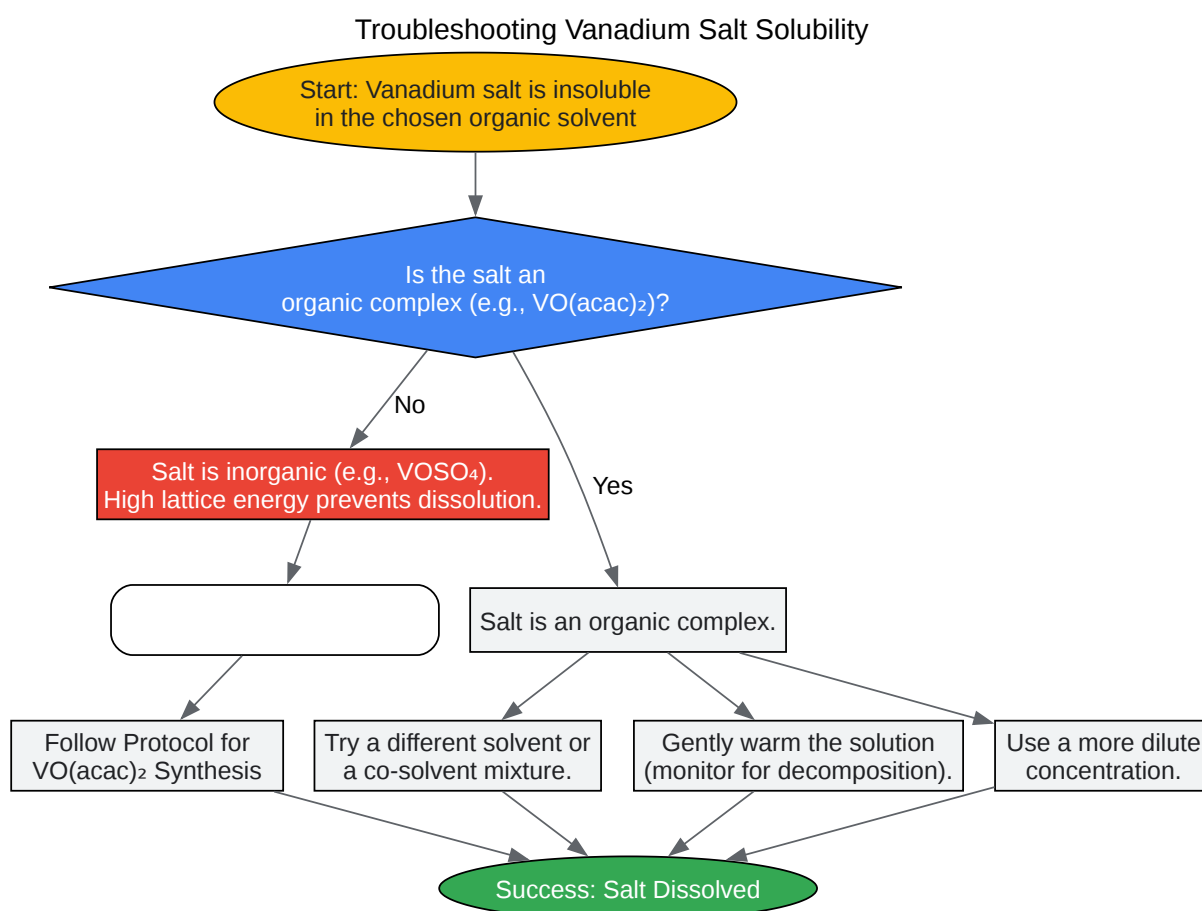 Troubleshooting Vanadium Salt Solubility
Start: Vanadium salt is insoluble
in the chosen organic solvent
Is the salt an
organic complex (e.g., VO(acac)₂)?
No
Yes
Salt is inorganic (e.g., VOSO₄).
High lattice energy prevents dissolution.
Salt is an organic complex.
Follow Protocol for
VO(acac)₂ Synthesis
Try a different solvent or
a co-solvent mixture.
Gently warm the solution
(monitor for decomposition).
Use a more dilute
concentration.
Success: Salt Dissolved